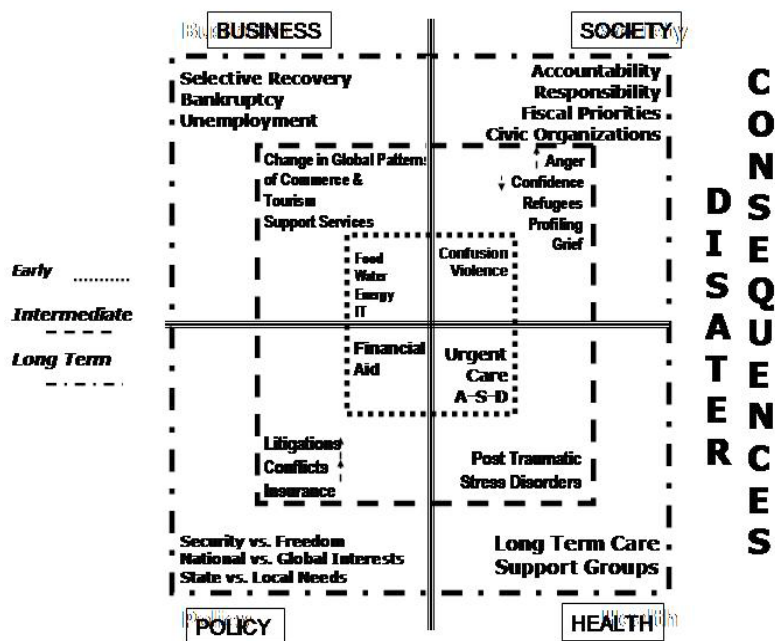 BUSINESS
SOCIETY
Selective Recovery
Bankruptcy
Unemployment
Accountability
Responsibility
Fiscal Priorities
Civic Organizations
Change in Global Patterns
of Commerce &
Tourism
Support Services
Anger
Confidence
Refugees
Profiling
Grief
Food
Water
Energy
IT
Confusion
Violence
Financial
Aid
Urgent
Care
A-S-D
Litigations
Conflicts
Insurance
Post Traumatic
Stress Disorders
Security vs. Freedom
National vs. Global Interests
State vs. Local Needs
Long Term Care
Support Groups
POLICY
HEALTH
Early
Intermediate
Long Term
DISATER
CONSEQUENCES